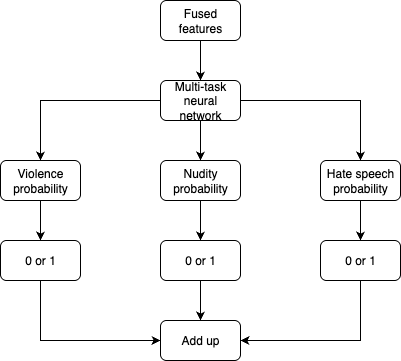 Fused
features
Multi-task
neural
network
Violence
probability
Nudity
probability
Hate speech
probability
0 or 1
0 or 1
0 or 1
Add up